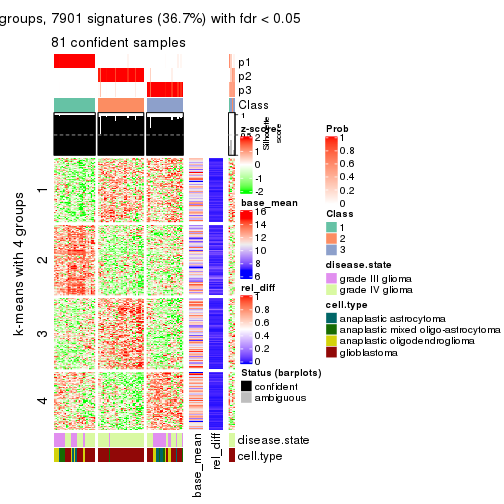 groups, 7901 signatures (36.7%) with fdr < 0.05
81 confident samples
p1
p2
p3
Class
1
Silhouette
score
k-means with 4 groups
1
2
3
4
base_mean
rel_diff
disease.state
cell.type
z-score
2
1
0
-1
-2
base_mean
16
14
12
10
8
6
rel_diff
1
0.8
0.6
0.4
0.2
0
Status (barplots)
confident
ambiguous
Prob
1
0.8
0.6
0.4
0.2
0
Class
1
2
3
disease.state
grade III glioma
grade IV glioma
cell.type
anaplastic astrocytoma
anaplastic mixed oligo-astrocytoma
anaplastic oligodendroglioma
glioblastoma